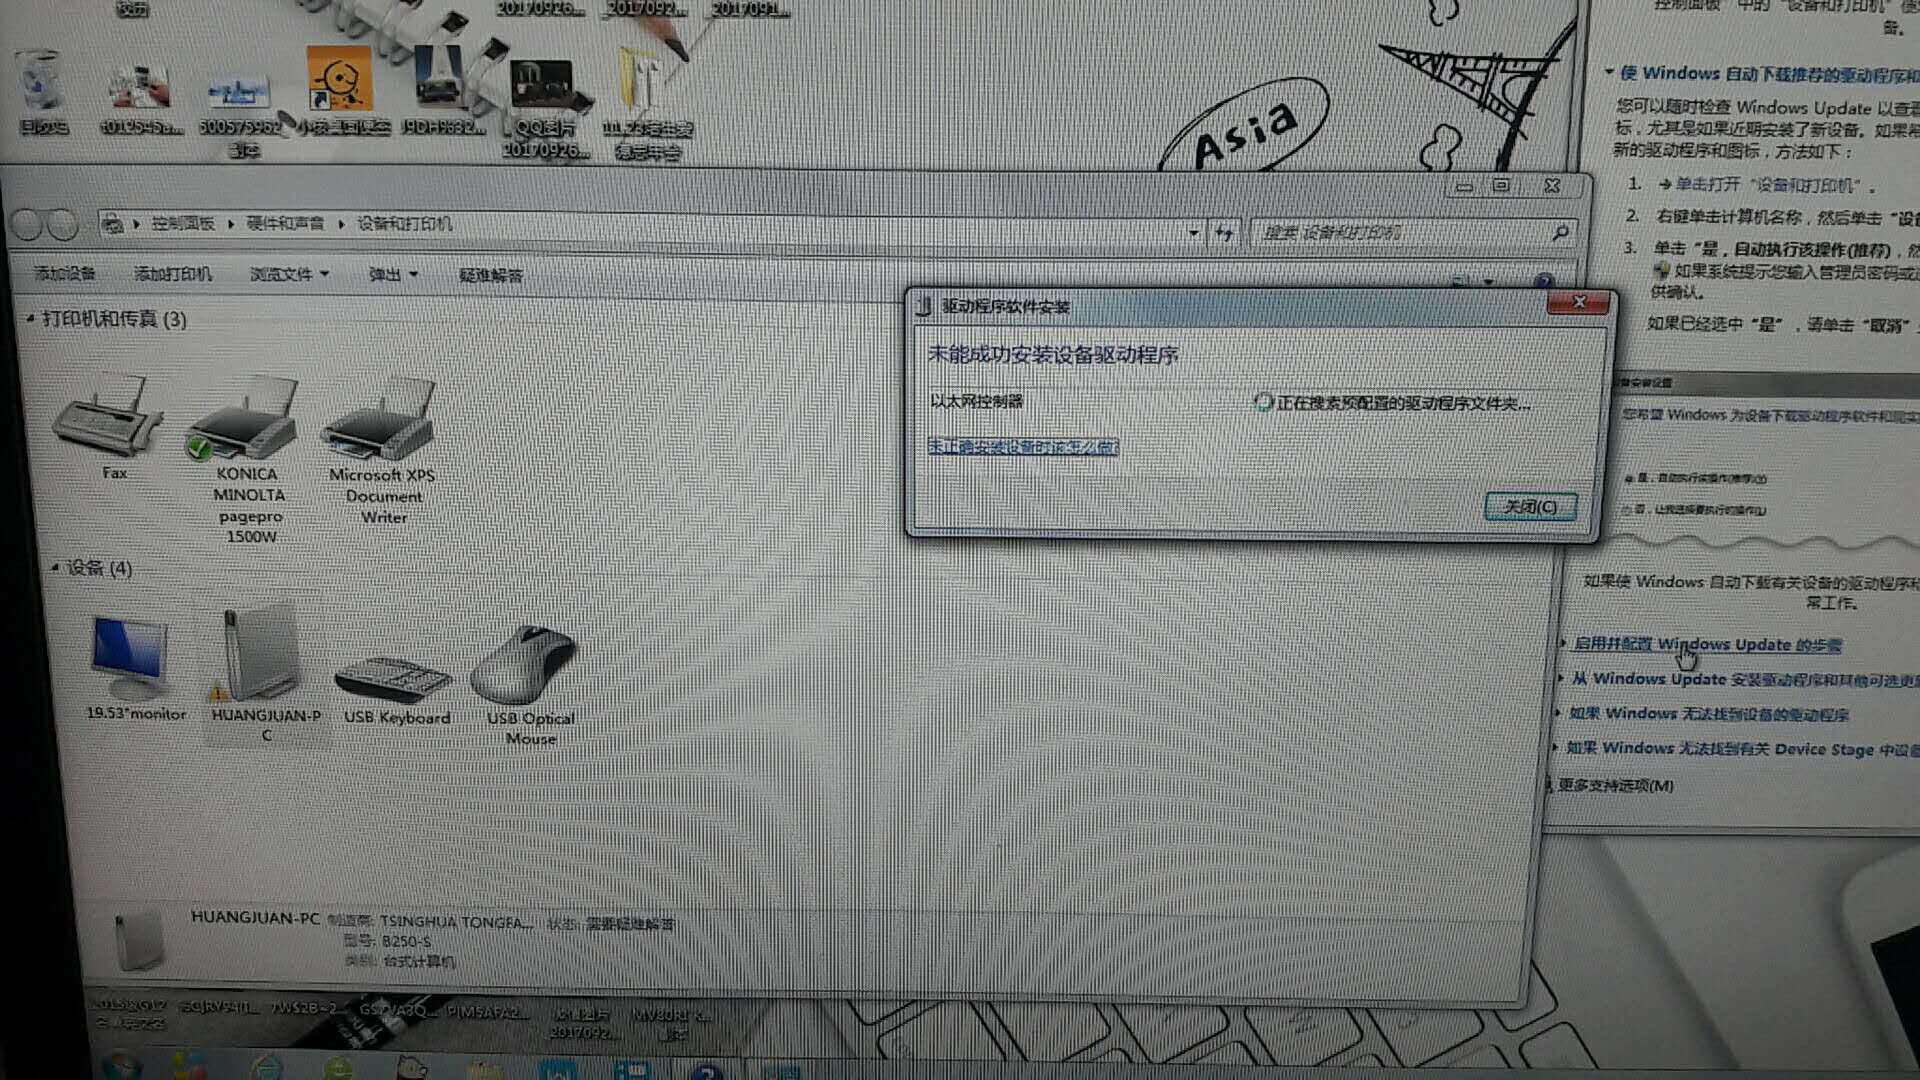 20170926...
_2017092...
201709 1...
回收站
500575962_
副本
QQ图片
20170926...
Asia
控制面板 ▸ 硬件和声音 ▸ 设备和打印机
搜索 设备和打印机
添加设备
添加打印机
浏览文件
弹出
疑难解答
打印机和传真 (3)
Fax
KONICA
MINOLTA
pagepro
1500W
Microsoft XPS
Document
Writer
设备 (4)
19.53"monitor
HUANGJUAN-P
C
USB Keyboard
USB Optical
Mouse
HUANGJUAN-PC 制造商: TSINGHUA TONGFA... 状态: 需要疑难解答
型号: B250-S
类别: 台式计算机
驱动程序软件安装
未能成功安装设备驱动程序
以太网控制器
正在搜索预配置的驱动程序文件夹...
未正确安装设备时该怎么做?
关闭(C)
控制面板" 中的 "设备和打印机"
备。
使 Windows 自动下载推荐的驱动程序和
您可以随时检查 Windows Update 以查看
标，尤其是如果近期安装了新设备。如果希
新的驱动程序和图标，方法如下：
1. 单击打开 "设备和打印机"。
2. 右键单击计算机名称，然后单击 "设备
3. 单击 "是，自动执行该操作(推荐)，然
如果系统提示您输入管理员密码或
供确认。
如果已经选中 "是"，请单击 "取消"
安装设置
您希望 Windows 为设备下载驱动程序软件和
是，自动执行该操作(推荐)(Y)
否，让我选择要执行的操作(L)
如果使 Windows 自动下载有关设备的驱动程序和
常工作。
启用并配置 Windows Update 的步骤
从 Windows Update 安装驱动程序和其他可选更
如果 Windows 无法找到设备的驱动程序
如果 Windows 无法找到有关 Device Stage 中设备
更多支持选项(M)